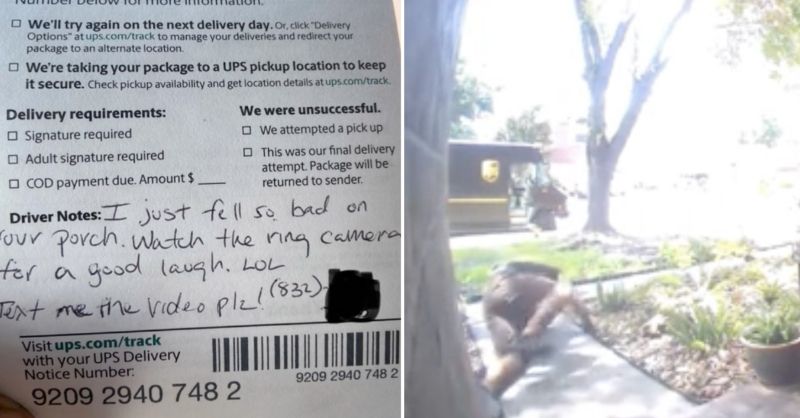 Number below for more information.
We'll try again on the next delivery day. Or, click "Delivery
Options" at ups.com/track to manage your deliveries and redirect your
package to an alternate location.
We're taking your package to a UPS pickup location to keep
it secure. Check pickup availability and get location details at ups.com/track.
Delivery requirements:
Signature required
Adult signature required
COD payment due. Amount $
We were unsuccessful.
We attempted a pick up
This was our final delivery
attempt. Package will be
returned to sender.
Driver Notes: I just fell so bad on
your porch. Watch the ring camera
for a good laugh. LOL
Text me the video plz! (832)-
Visit ups.com/track
with your UPS Delivery
Notice Number:
9209 2940 748 2
9209 2940 748 2